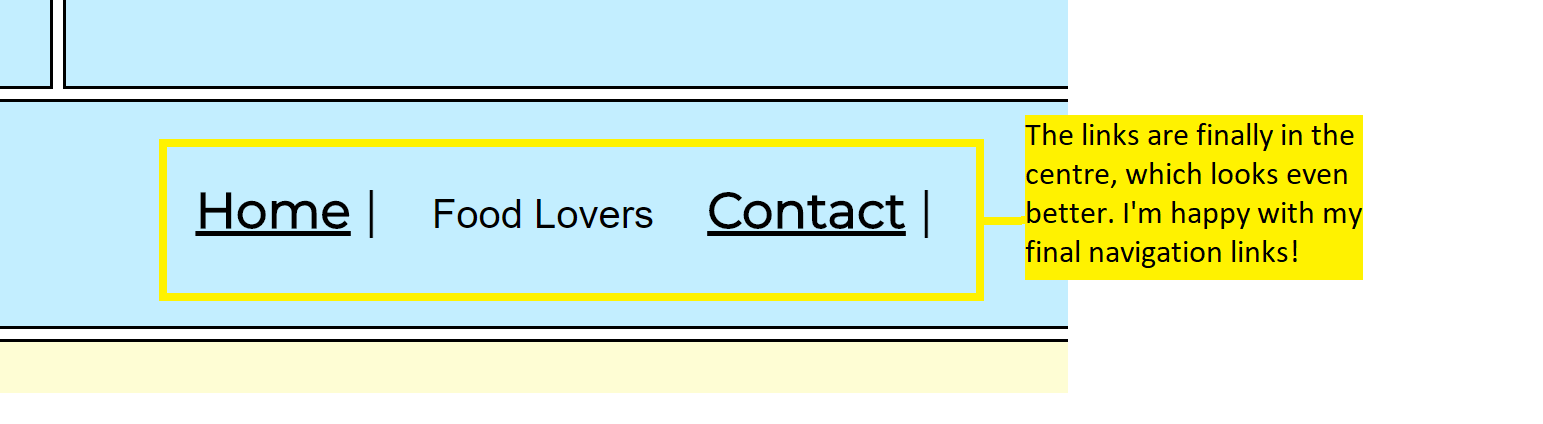 Home | Food Lovers Contact |
The links are finally in the
centre, which looks even
better. I'm happy with my
final navigation links!